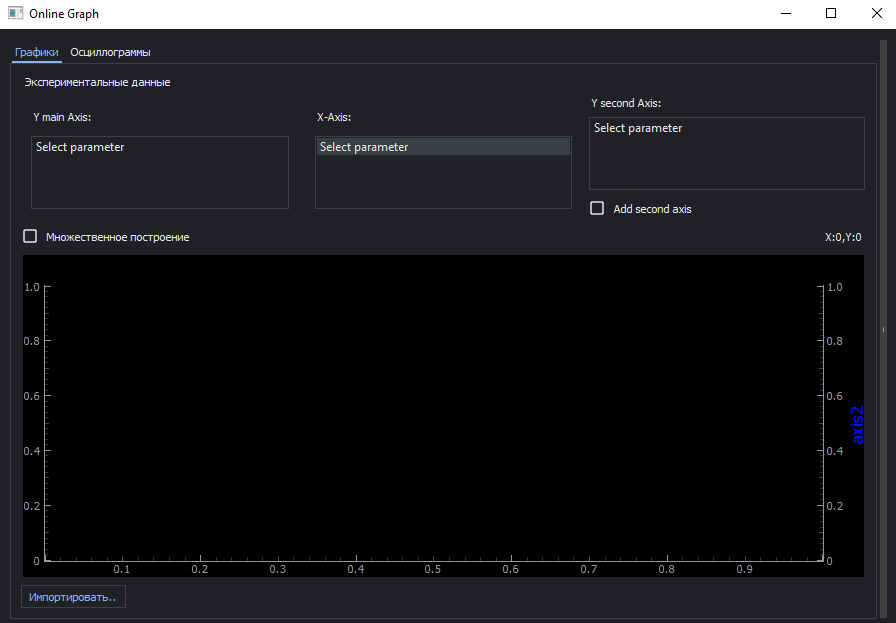 Online Graph
Графики Осциллограммы
Экспериментальные данные
Y main Axis:
X-Axis:
Y second Axis:
Select parameter
Select parameter
Select parameter
Add second axis
Множественное построение
X:0,Y:0
1.0
0.8
0.6
0.4
0.2
0
0.1 0.2 0.3 0.4 0.5 0.6 0.7 0.8 0.9
1.0
0.8
0.6
0.4
0.2
0
axis2
Импортировать..